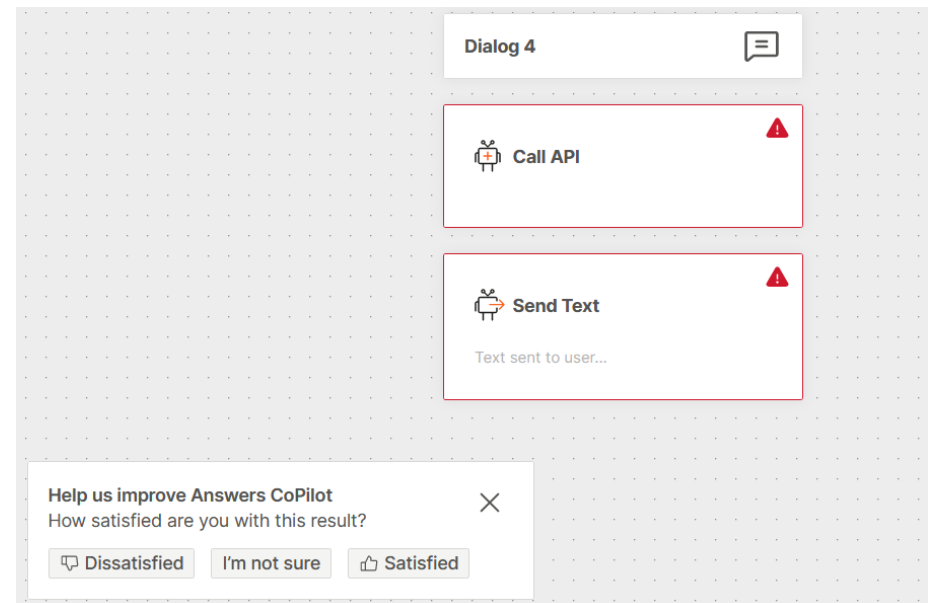 Dialog 4
Call API
Send Text
Text sent to user...
Help us improve Answers CoPilot
How satisfied are you with this result?
Dissatisfied I'm not sure Satisfied